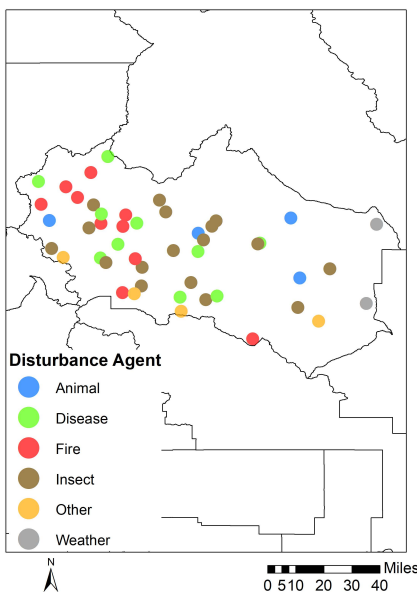 Disturbance Agent
Animal
Disease
Fire
Insect
Other
Weather
N
Miles
0 5 10 20 30 40